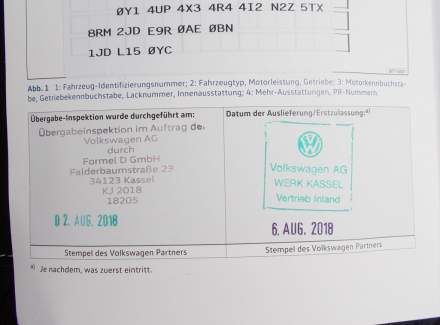 ØY1 4UP 4X3 4R4 4I2 N2Z 5TX
8RM 2JD E9R ØAE ØBN
1JD L15 ØYC
Abb. 1 1: Fahrzeug-Identifizierungsnummer; 2: Fahrzeugtyp, Motorleistung, Getriebe; 3: Motorkennbuchsta-
be, Getriebekennbuchstabe, Lacknummer, Innenausstattung; 4: Mehr-Ausstattungen, PR-Nummern.
Übergabe-Inspektion wurde durchgeführt am:
Übergabeinspektion im Auftrag der
Volkswagen AG
durch
Formel D GmbH
Falderbaumstraße 23
34123 Kassel
KJ 2018
18205
0 2. AUG. 2018
Stempel des Volkswagen Partners
Datum der Auslieferung/Erstzulassung:a)
Volkswagen AG
WERK KASSEL
Vertrieb Inland
6. AUG. 2018
Stempel des Volkswagen Partners
a) Je nachdem, was zuerst eintritt.